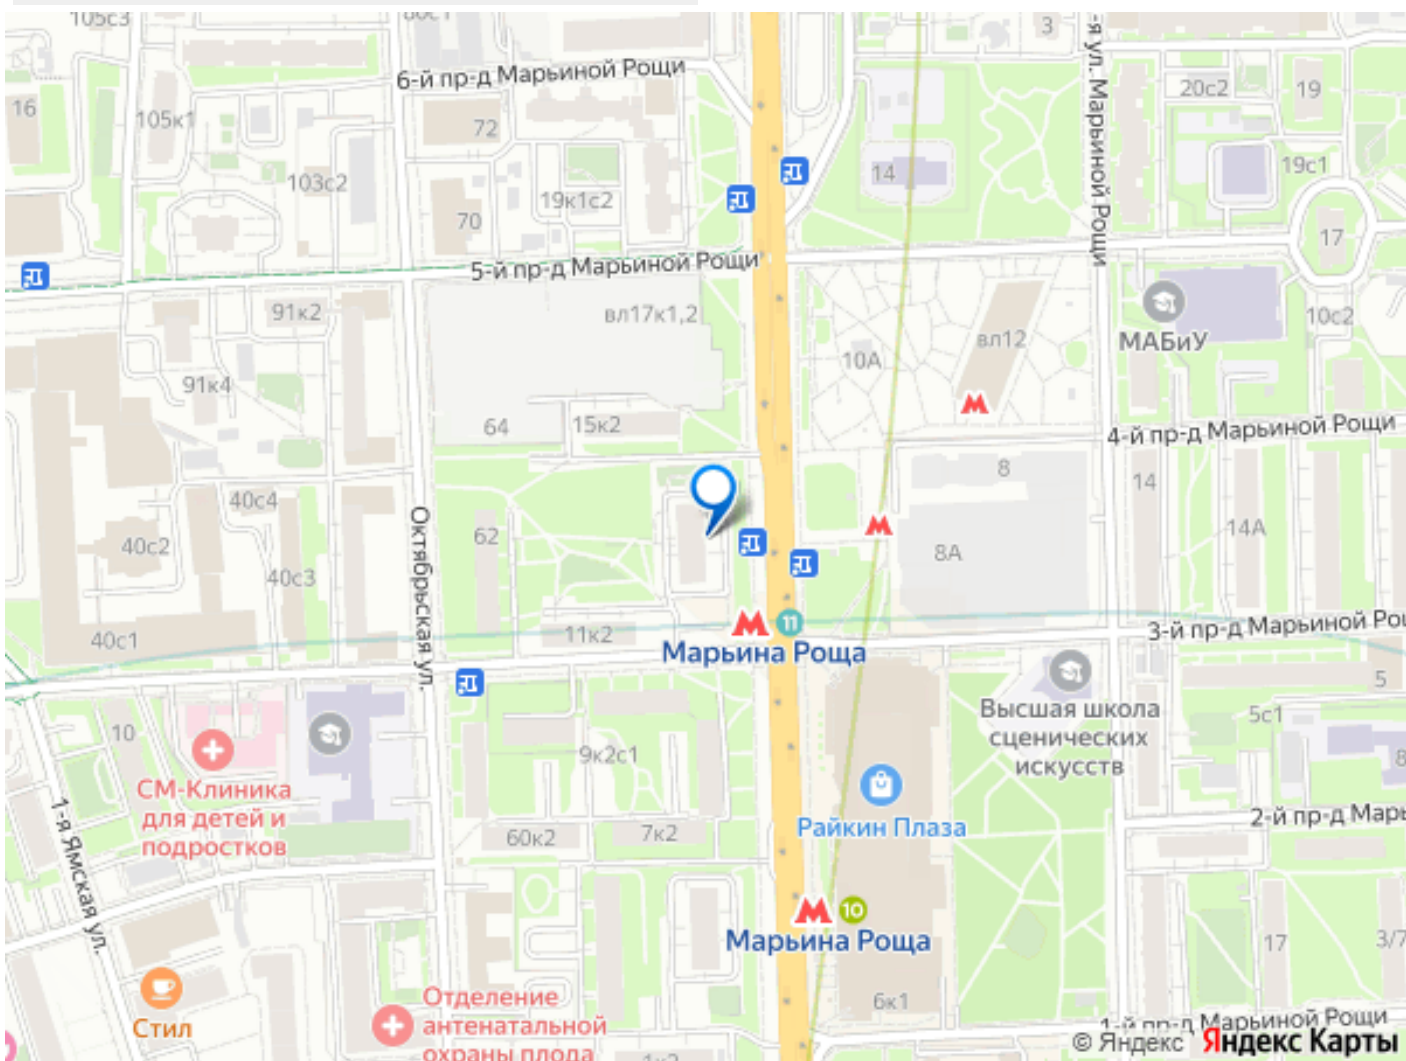 105с3
80с1
3
6-й пр-д Марьиной Рощи
-я ул. Марьиной Рощи
20с2
19
16
105к1
72
103с2
19к1с2
14
19с1
70
17
5-й пр-д Марьиной Рощи
91к2
вл17к1,2
вл12
10А
МАБиУ
10с2
91к4
64
15к2
4-й пр-д Марьиной Рощи
8
14
40с4
Октябрьская ул.
62
14А
40с2
8А
40с3
40с1
11к2
11
3-й пр-д Марьиной Рощ
Марьина Роща
5
Высшая школа
сценических
искусств
5с1
10
9к2с1
8
СМ-Клиника
для детей и
подростков
1-я Ямская ул.
Райкин Плаза
2-й пр-д Марь
60к2
7к2
10
Марьина Роща
17
3/7
Отделение
антенатальной
охраны плода
Стил
6к1
1-й пр-д Марьиной Рощи
© Яндекс Яндекс Карты
1к2